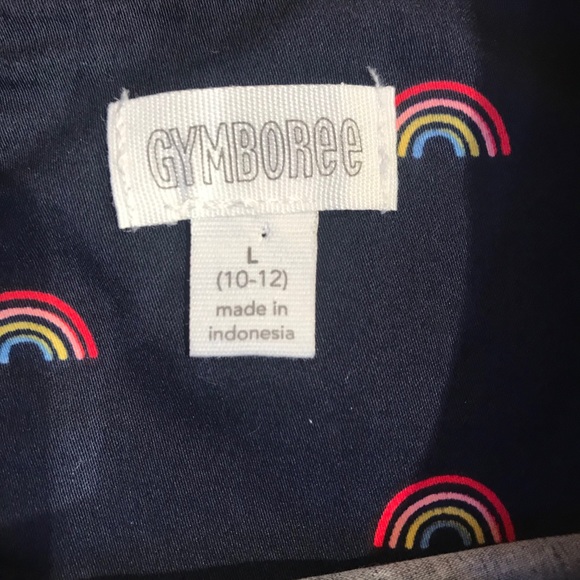 GYMBOREE
L
(10-12)
made in
indonesia